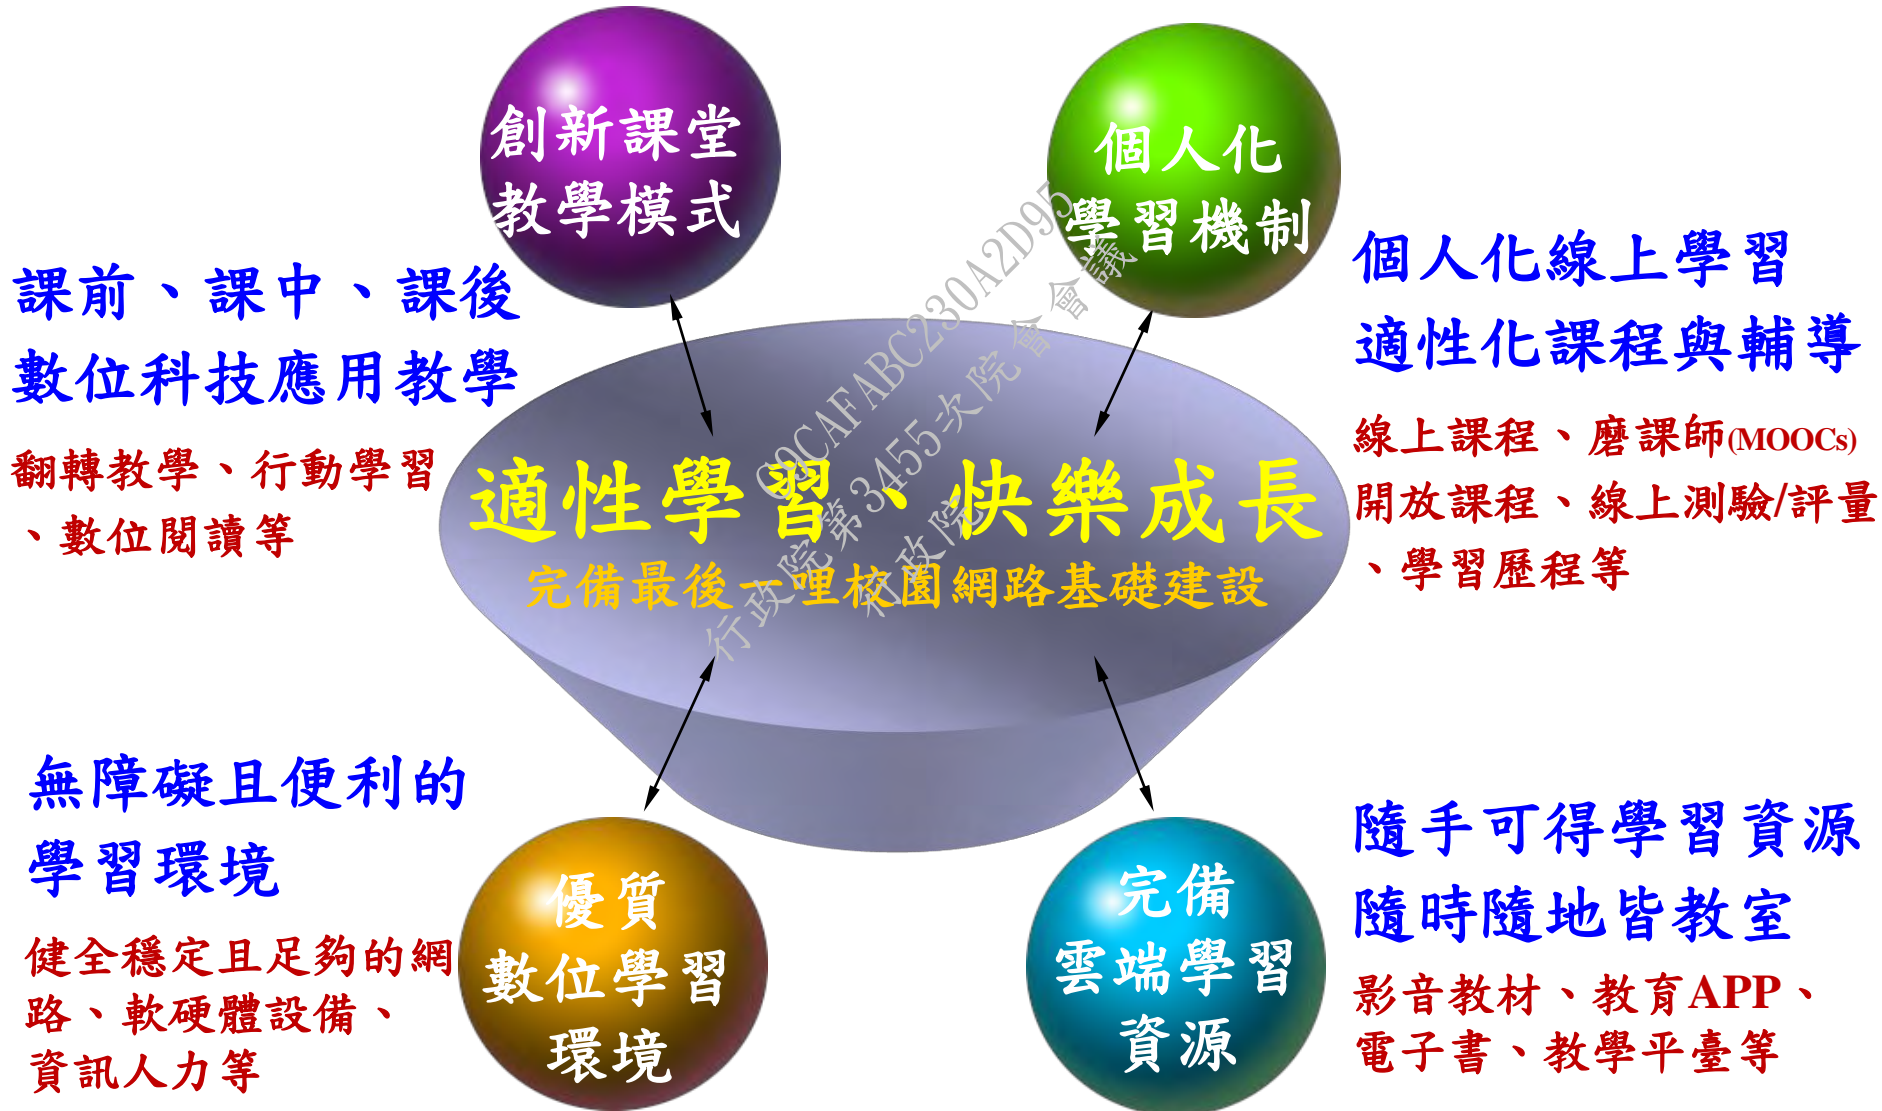 創新課堂
教學模式
個人化
學習機制
課前、課中、課後
數位科技應用教學
翻轉教學、行動學習
、數位閱讀等
個人化線上學習
適性化課程與輔導
線上課程、磨課師(MOOCs)
開放課程、線上測驗/評量
、學習歷程等
適性學習、快樂成長
完備最後一哩校園網路基礎建設
C9CAFABC230A2D95
行政院第3455次院會會議
行政院
無障礙且便利的
學習環境
健全穩定且足夠的網
路、軟硬體設備、
資訊人力等
優質
數位學習
環境
完備
雲端學習
資源
隨手可得學習資源
隨時隨地皆教室
影音教材、教育APP、
電子書、教學平臺等